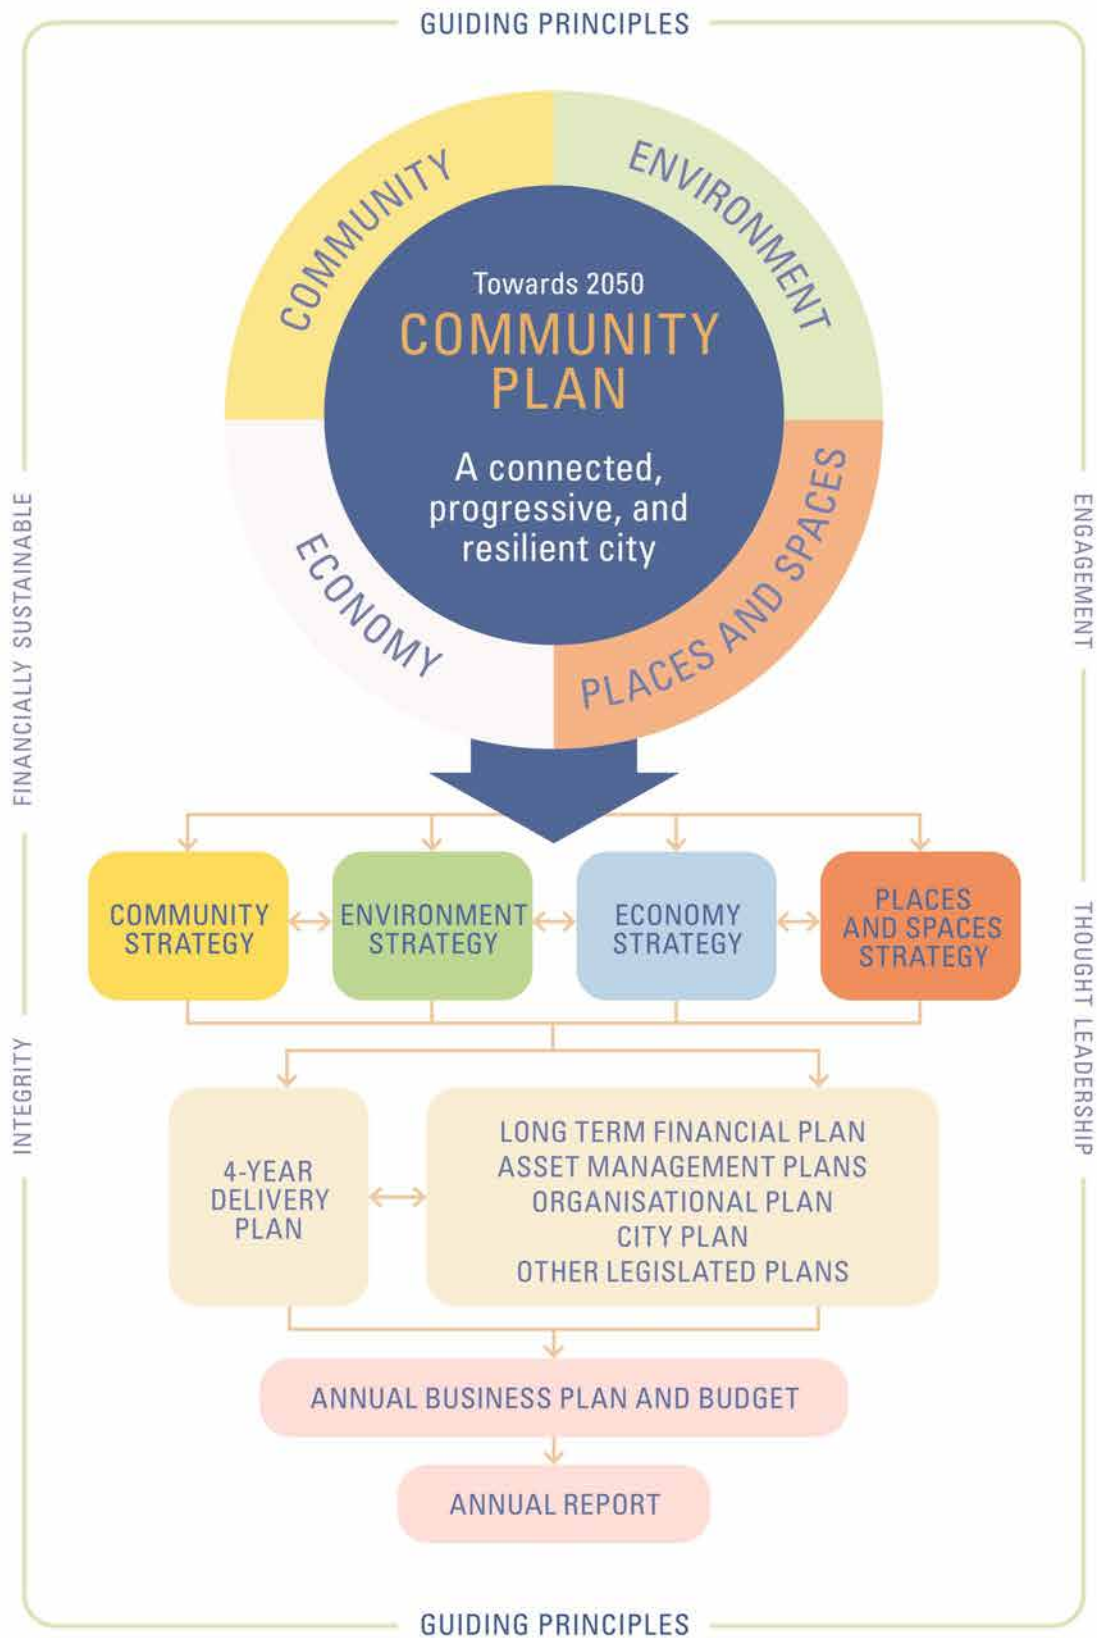 GUIDING PRINCIPLES
COMMUNITY
ENVIRONMENT
Towards 2050
COMMUNITY
PLAN
A connected,
progressive, and
resilient city
ECONOMY
PLACES AND SPACES
FINANCIALLY SUSTAINABLE
ENGAGEMENT
COMMUNITY
STRATEGY
ENVIRONMENT
STRATEGY
ECONOMY
STRATEGY
PLACES
AND SPACES
STRATEGY
INTEGRITY
THOUGHT LEADERSHIP
4-YEAR
DELIVERY
PLAN
LONG TERM FINANCIAL PLAN
ASSET MANAGEMENT PLANS
ORGANISATIONAL PLAN
CITY PLAN
OTHER LEGISLATED PLANS
ANNUAL BUSINESS PLAN AND BUDGET
ANNUAL REPORT
GUIDING PRINCIPLES